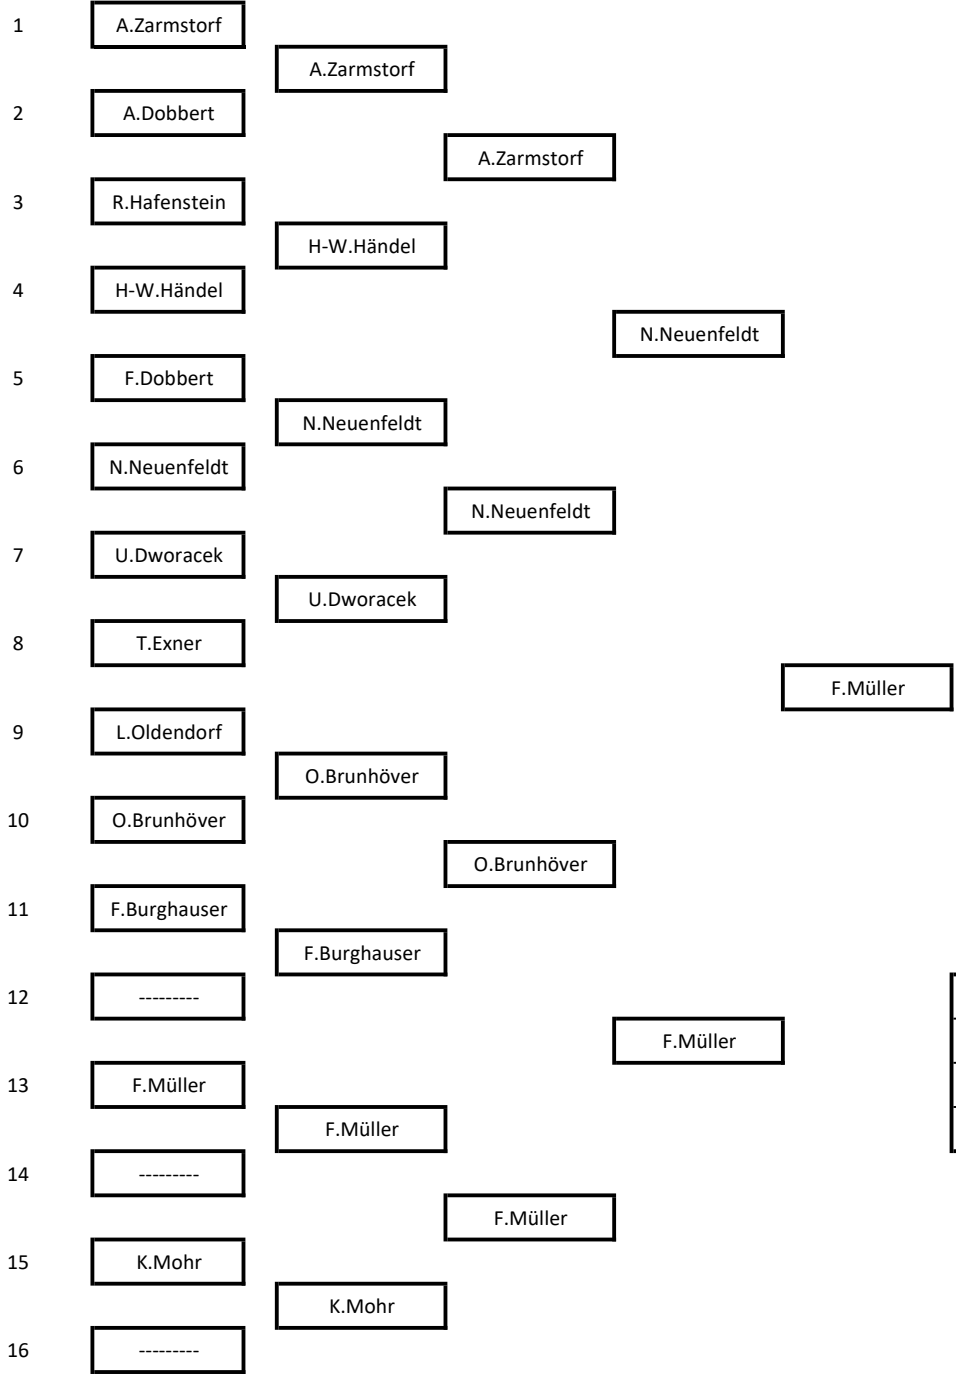 1 A.Zarmstorf
A.Zarmstorf
2 A.Dobbert
A.Zarmstorf
3 R.Hafenstein
H-W.Händel
4 H-W.Händel
N.Neuenfeldt
5 F.Dobbert
N.Neuenfeldt
6 N.Neuenfeldt
N.Neuenfeldt
7 U.Dworacek
U.Dworacek
8 T.Exner
F.Müller
9 L.Oldendorf
O.Brunhöver
10 O.Brunhöver
O.Brunhöver
11 F.Burghauser
F.Burghauser
12 ---------
F.Müller
13 F.Müller
F.Müller
14 ---------
F.Müller
15 K.Mohr
K.Mohr
16 ---------